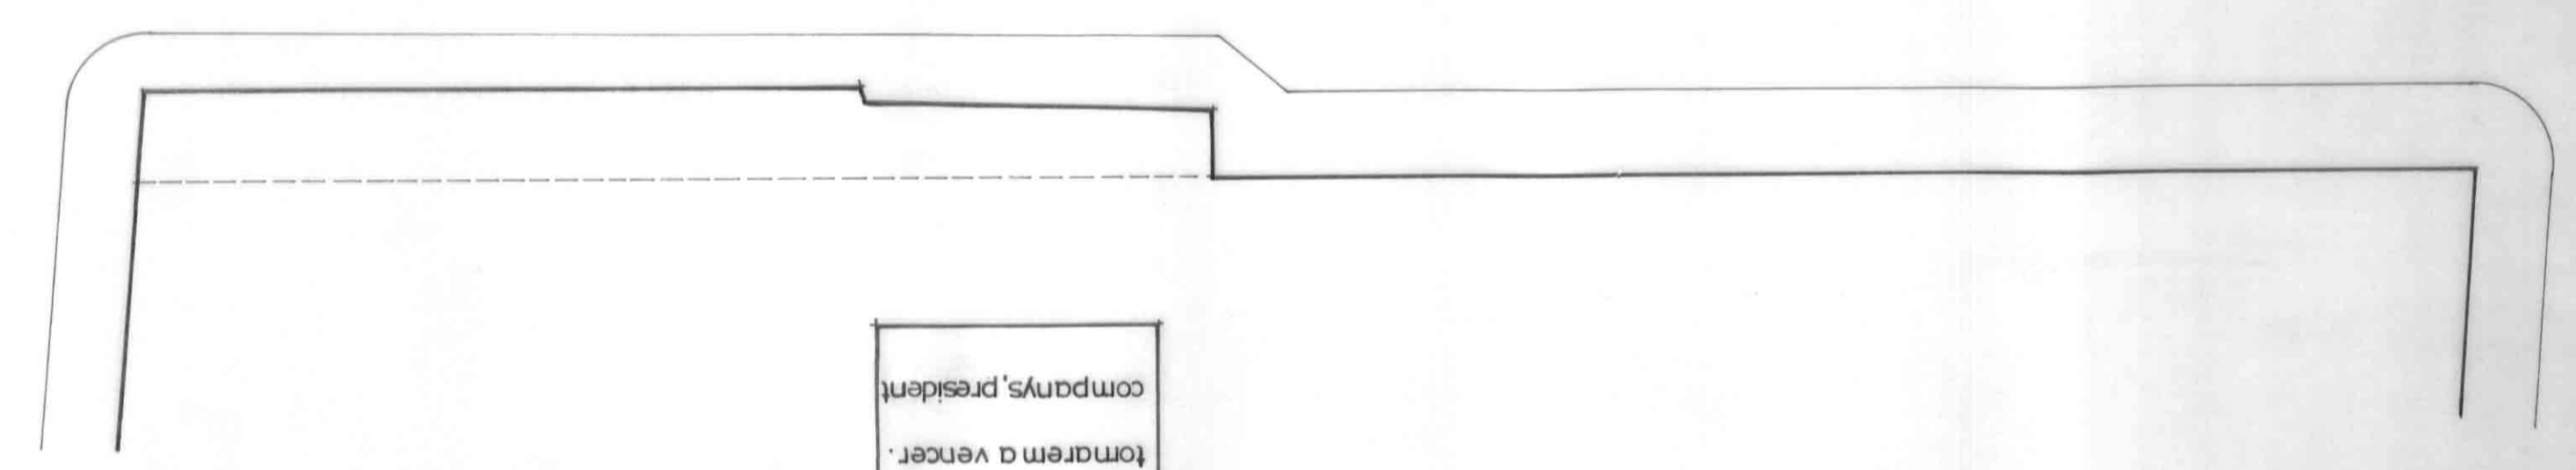 tornarem a vencer.
companys, president